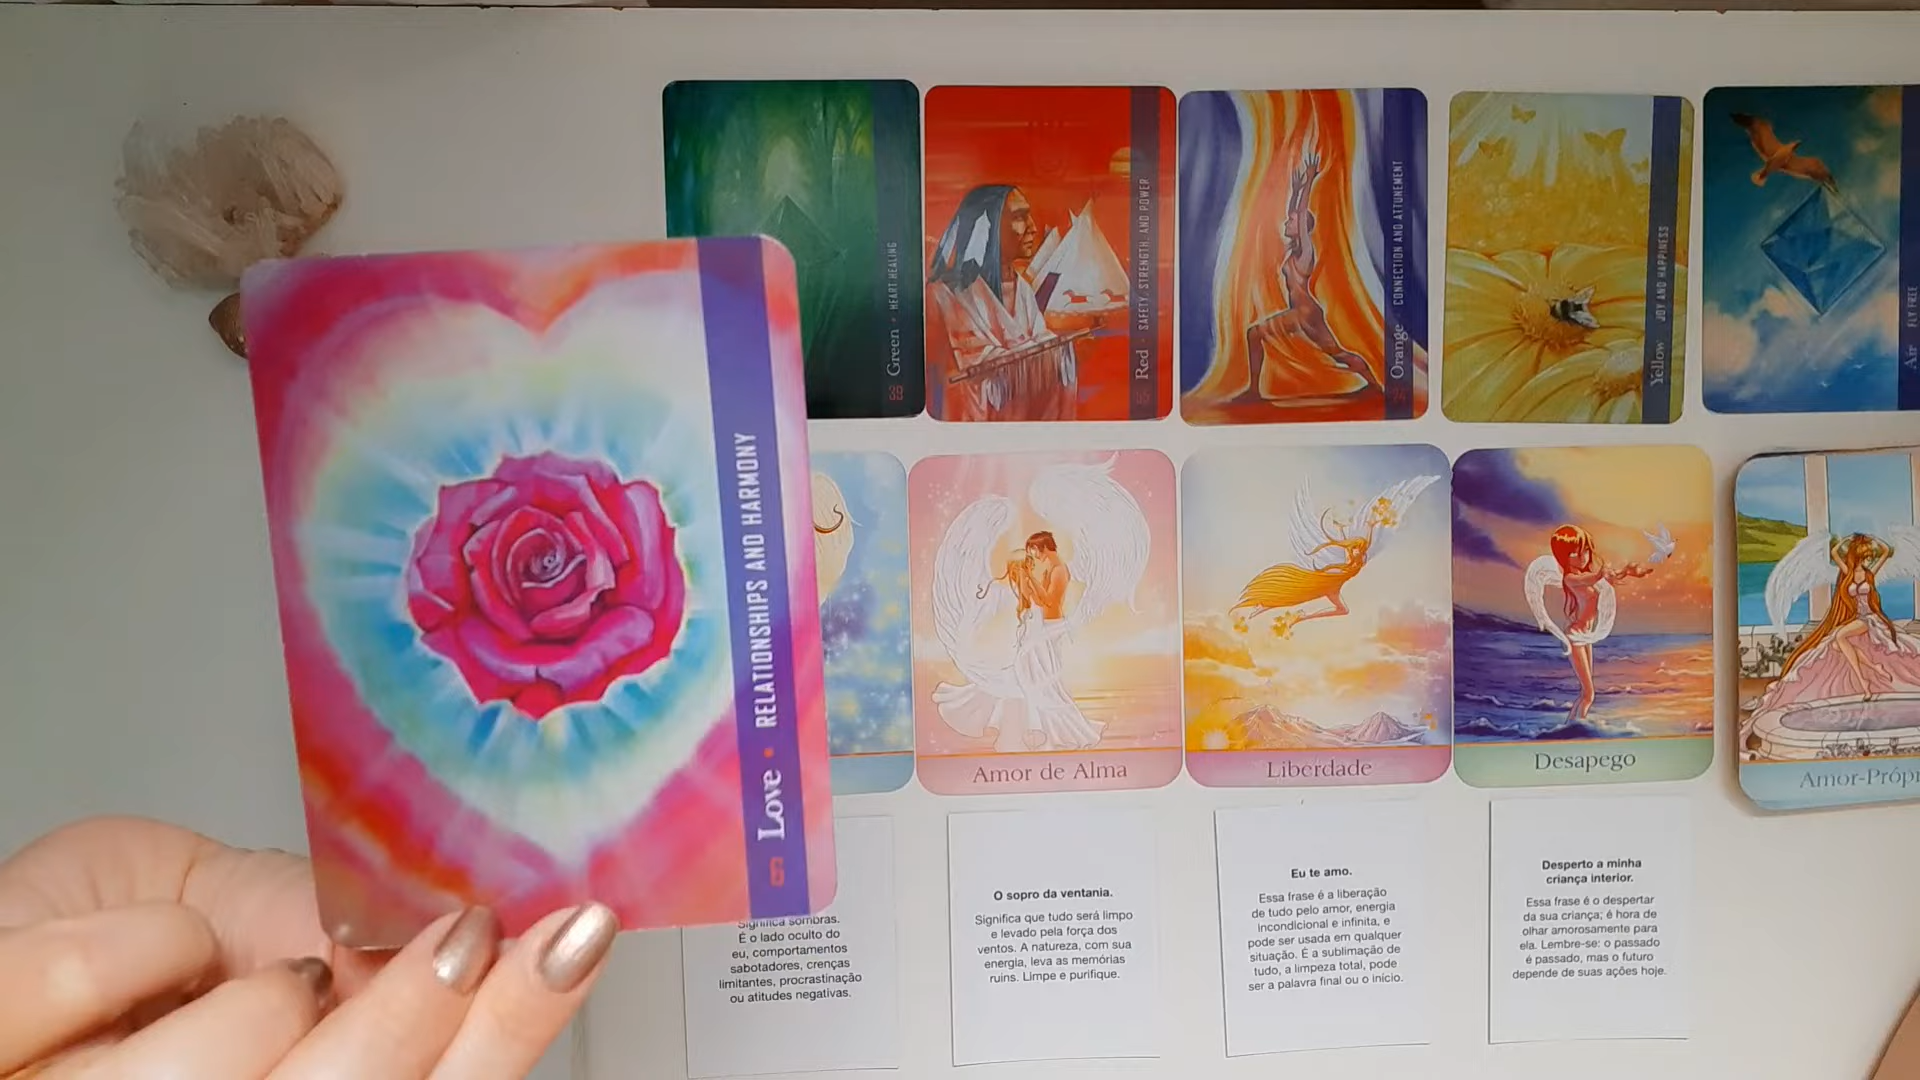 Green • HEART HEALING
39
Red • SAFETY, STRENGTH, AND POWER
55
Orange • CONNECTION AND ATTUNEMENT
Yellow • JOY AND HAPPINESS
Air • FLY FREE
Love • RELATIONSHIPS AND HARMONY
Amor de Alma
Liberdade
Desapego
Amor-Própr
Significa sombras.
É o lado oculto do
eu, comportamentos
sabotadores, crenças
limitantes, procrastinação
ou atitudes negativas.
O sopro da ventania.
Significa que tudo será limpo
e levado pela força dos
ventos. A natureza, com sua
energia, leva as memórias
ruins. Limpe e purifique.
Eu te amo.
Essa frase é a liberação
de tudo pelo amor, energia
incondicional e infinita, e
pode ser usada em qualquer
situação. É a sublimação de
tudo, a limpeza total, pode
ser a palavra final ou o início.
Desperto a minha
criança interior.
Essa frase é o despertar
da sua criança; é hora de
olhar amorosamente para
ela. Lembre-se: o passado
é passado, mas o futuro
depende de suas ações hoje.